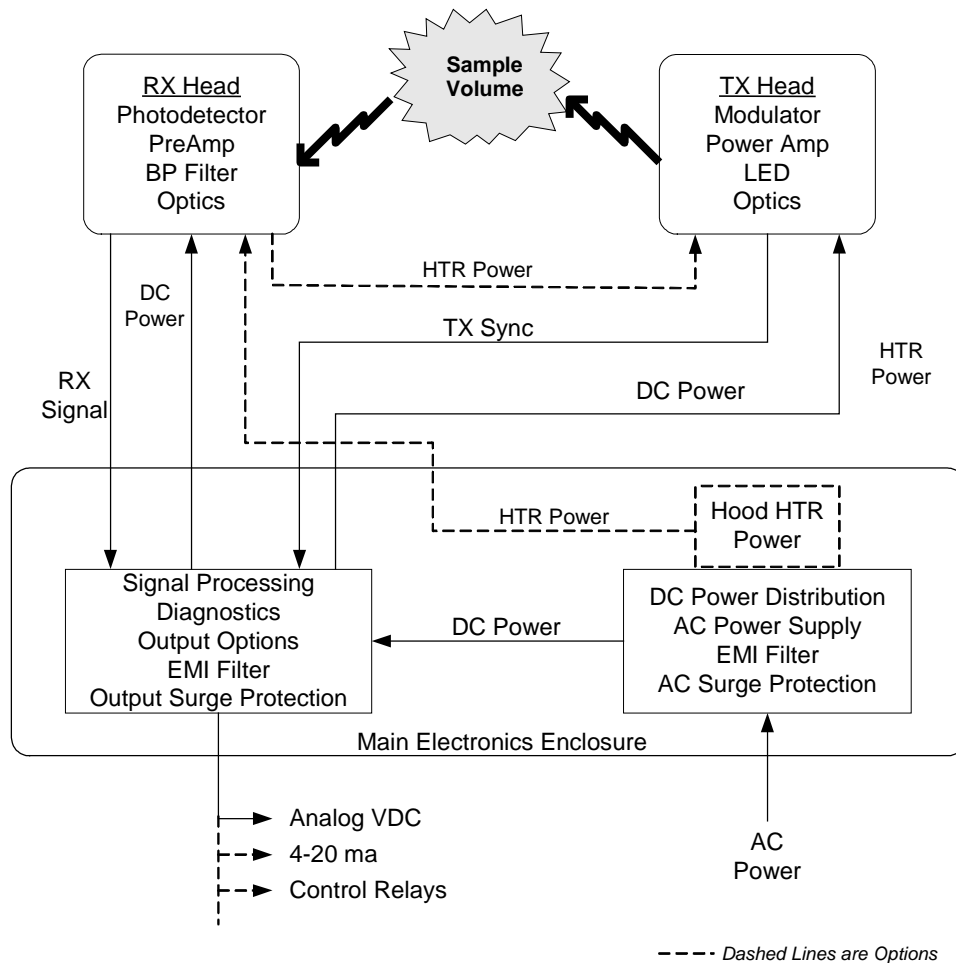 RX Head
Photodetector
PreAmp
BP Filter
Optics
Sample
Volume
TX Head
Modulator
Power Amp
LED
Optics
HTR Power
DC
Power
TX Sync
HTR
Power
RX
Signal
DC Power
HTR Power
Hood HTR
Power
Signal Processing
Diagnostics
Output Options
EMI Filter
Output Surge Protection
DC Power
DC Power Distribution
AC Power Supply
EMI Filter
AC Surge Protection
Main Electronics Enclosure
Analog VDC
4-20 ma
Control Relays
AC
Power
Dashed Lines are Options